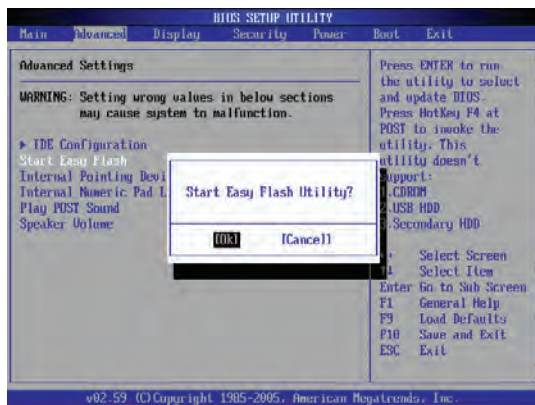 BIOS SETUP UTILITY
Main Advanced Display Security Power Boot Exit
Advanced Settings
WARNING: Setting wrong values in below sections
may cause system to malfunction.
▶ IDE Configuration
Start Easy Flash
Internal Pointing Devi
Internal Numeric Pad L
Play POST Sound
Speaker Volume
Start Easy Flash Utility?
[Ok] [Cancel]
Press ENTER to run
the utility to select
and update BIOS.
Press HotKey F4 at
POST to invoke the
utility. This
utility doesn't
support:
1.CDROM
2.USB HDD
3.Secondary HDD
Select Screen
Select Item
Enter Go to Sub Screen
F1 General Help
F9 Load Defaults
F10 Save and Exit
ESC Exit
v02.59 (C)Copyright 1985-2005, American Megatrends, Inc.